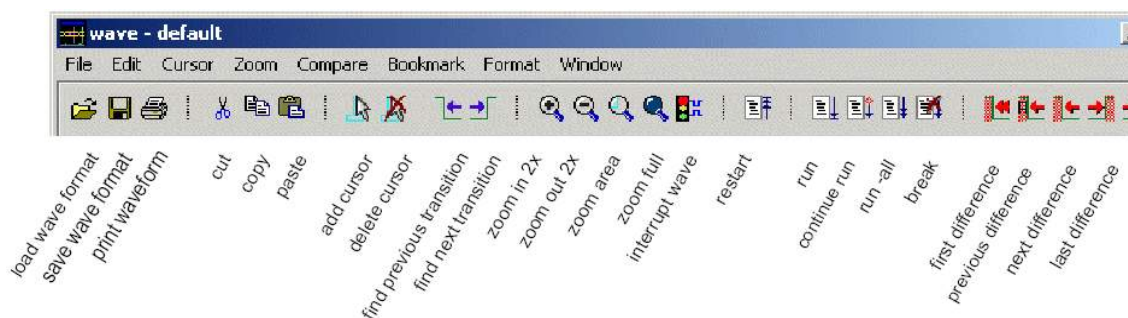 wave - default
File Edit Cursor Zoom Compare Bookmark Format Window
load wave format
save wave format
print waveform
cut
copy
paste
add cursor
delete cursor
find previous transition
find next transition
zoom in 2x
zoom out 2x
zoom area
zoom full
interrupt wave
restart
run
continue run
run -all
break
first difference
previous difference
next difference
last difference